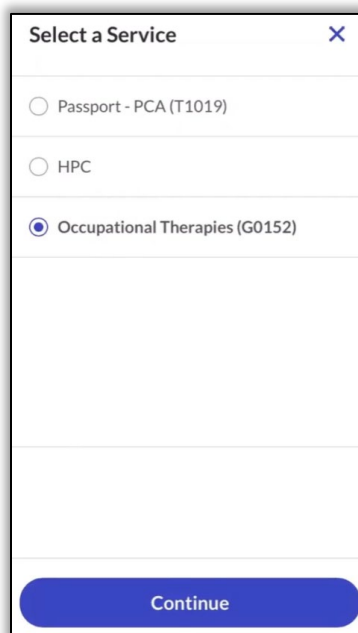 Select a Service
Passport - PCA (T1019)
HPC
Occupational Therapies (G0152)
Continue